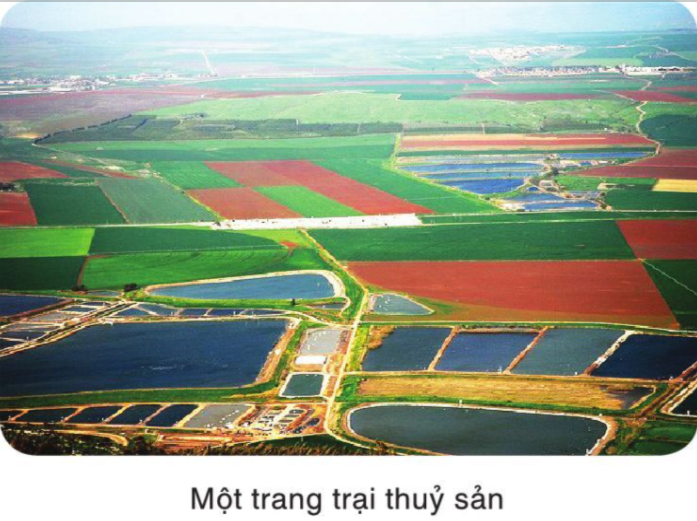 Một trang trại thuỷ sản